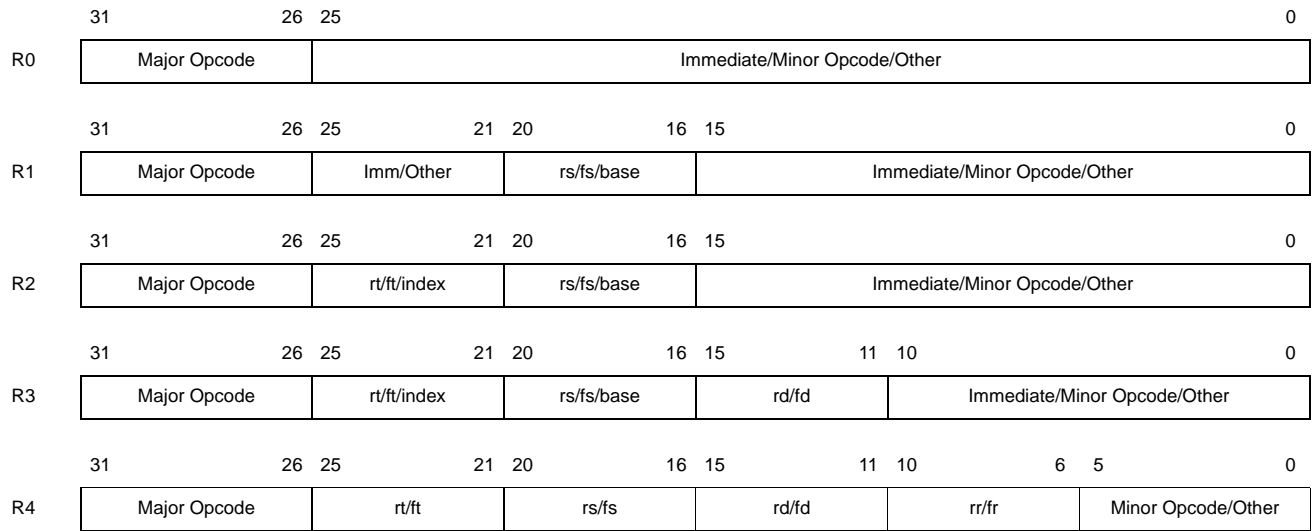 31 26 25 0
R0 Major Opcode Immediate/Minor Opcode/Other
31 26 25 21 20 16 15 0
R1 Major Opcode Imm/Other rs/fs/base Immediate/Minor Opcode/Other
31 26 25 21 20 16 15 0
R2 Major Opcode rt/ft/index rs/fs/base Immediate/Minor Opcode/Other
31 26 25 21 20 16 15 11 10 0
R3 Major Opcode rt/ft/index rs/fs/base rd/fd Immediate/Minor Opcode/Other
31 26 25 21 20 16 15 11 10 6 5 0
R4 Major Opcode rt/ft rs/fs rd/fd rr/fr Minor Opcode/Other